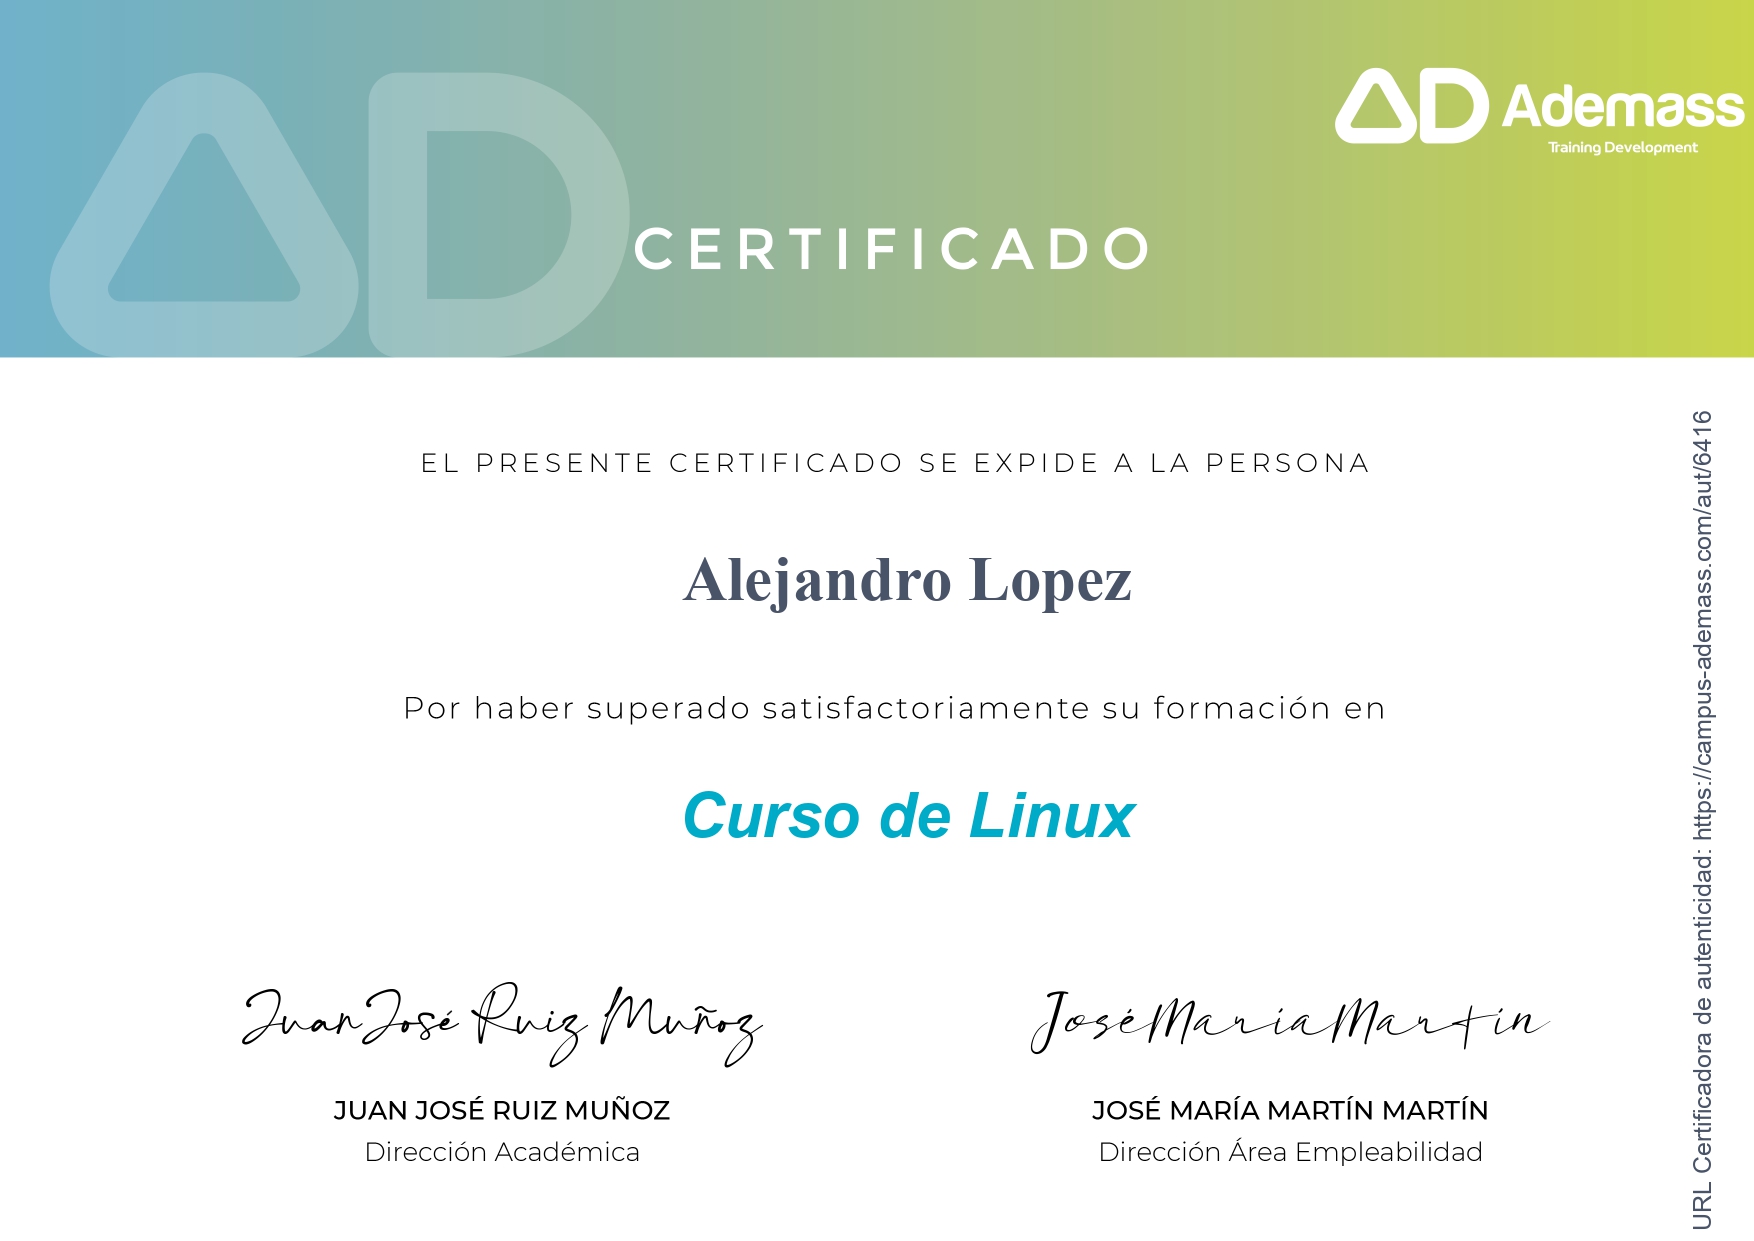 AD Ademass
Training Development
CERTIFICADO
EL PRESENTE CERTIFICADO SE EXPIDE A LA PERSONA
Alejandro Lopez
Por haber superado satisfactoriamente su formación en
Curso de Linux
Juan José Ruiz Muñoz
José María Martín
JUAN JOSÉ RUIZ MUÑOZ
JOSÉ MARÍA MARTÍN MARTÍN
Dirección Académica
Dirección Área Empleabilidad
URL Certificadora de autenticidad: https://campus-ademass.com/aut/6416